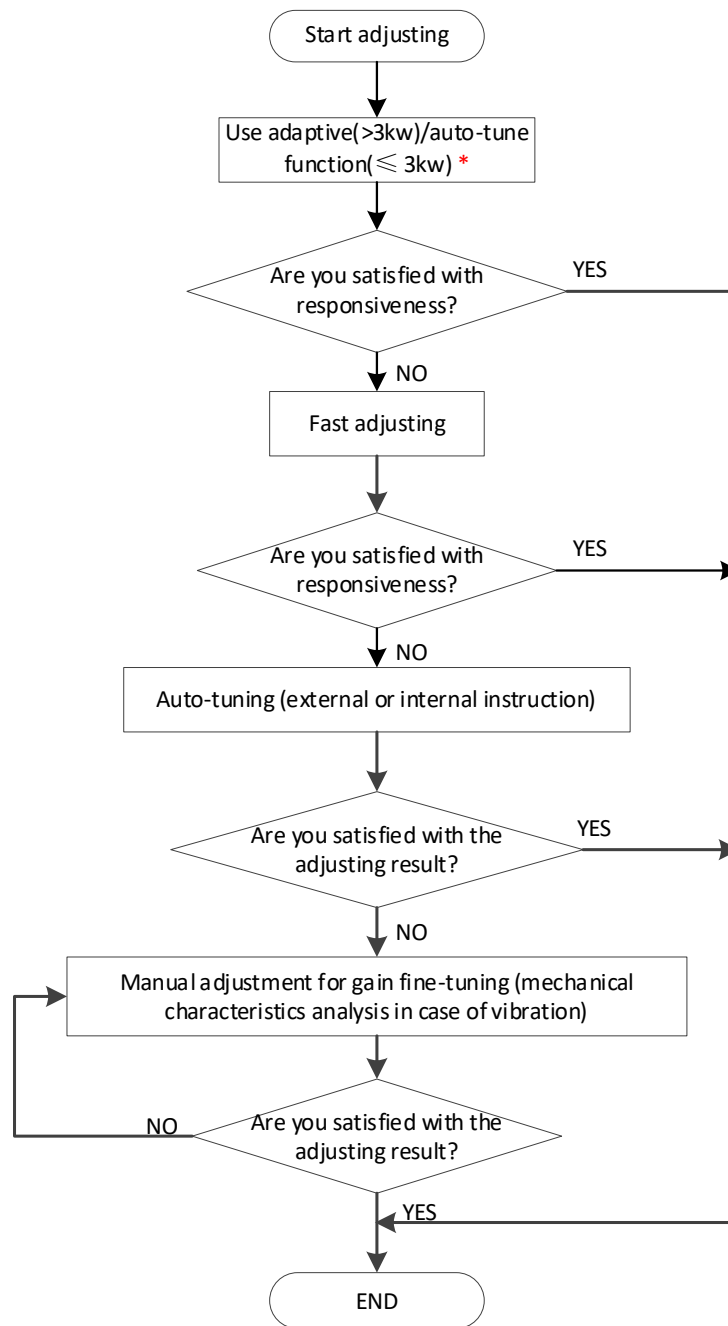 Start adjusting
Use adaptive(>3kw)/auto-tune
function(≤ 3kw) *
Are you satisfied with
responsiveness?
YES
NO
Fast adjusting
Are you satisfied with
responsiveness?
YES
NO
Auto-tuning (external or internal instruction)
Are you satisfied with the
adjusting result?
YES
NO
Manual adjustment for gain fine-tuning (mechanical
characteristics analysis in case of vibration)
Are you satisfied with the
adjusting result?
NO
YES
END